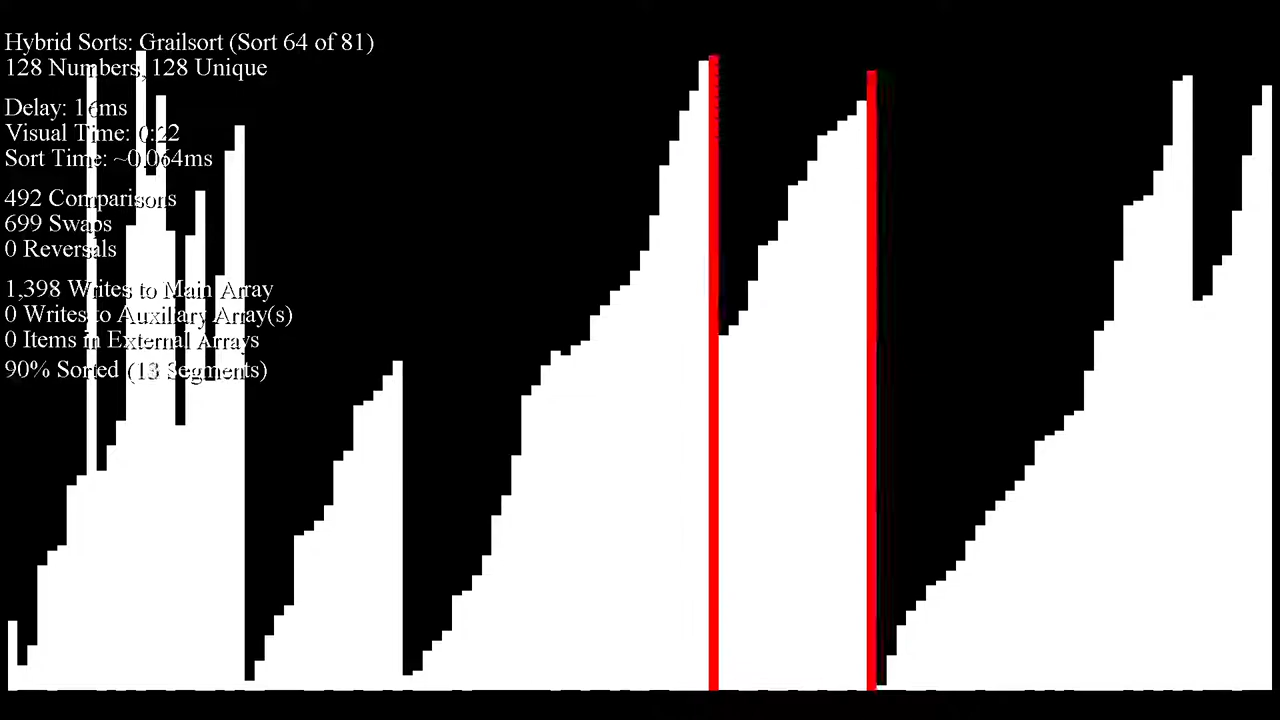 Hybrid Sorts: Grailsort (Sort 64 of 81)
128 Numbers, 128 Unique
Delay: 16ms
Visual Time: 0:22
Sort Time: ~0.064ms
492 Comparisons
699 Swaps
0 Reversals
1,398 Writes to Main Array
0 Writes to Auxiliary Array(s)
0 Items in External Arrays
90% Sorted (13 Segments)